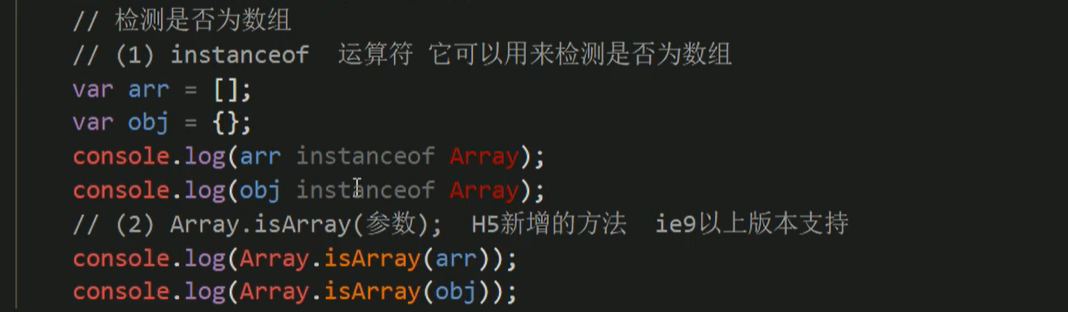 // 检测是否为数组
// (1) instanceof  运算符 它可以用来检测是否为数组
var arr = [];
var obj = {};
console.log(arr instanceof Array);
console.log(obj instanceof Array);
// (2) Array.isArray(参数);  H5新增的方法  ie9以上版本支持
console.log(Array.isArray(arr));
console.log(Array.isArray(obj));